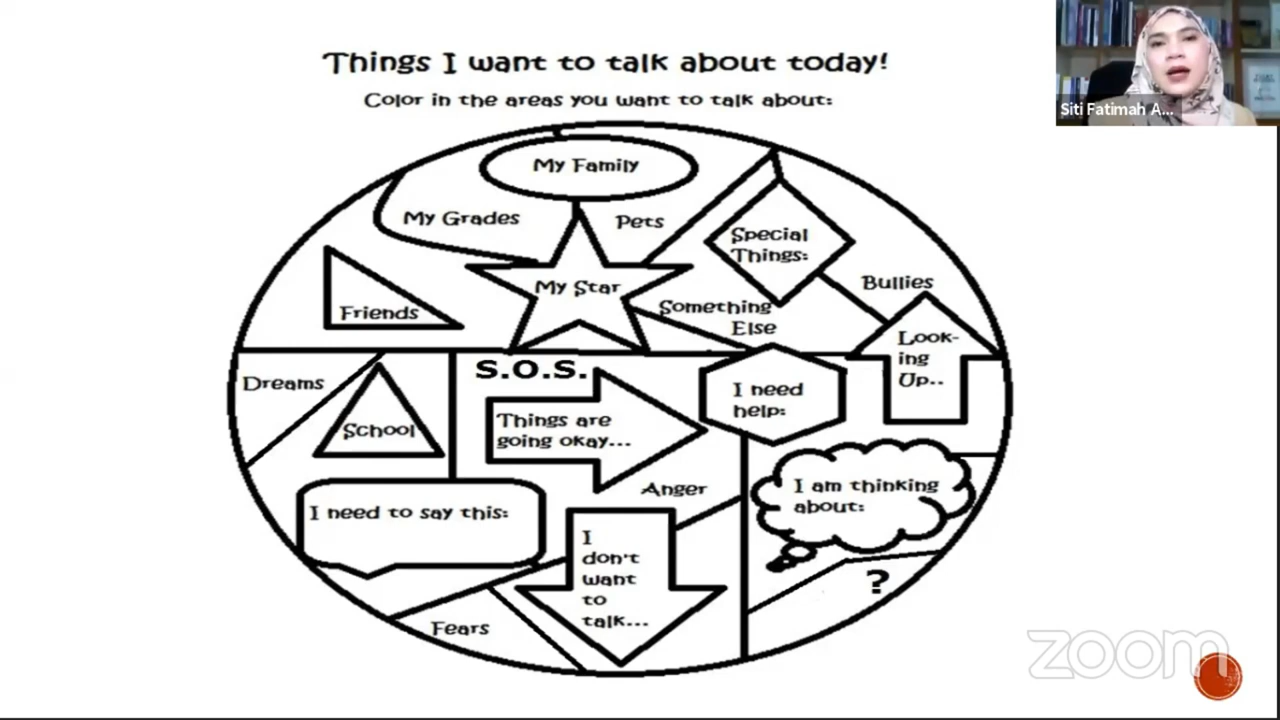 Things I want to talk about today!
Color in the areas you want to talk about:
Siti Fatimah A...
My Family
My Grades
Pets
Special
Things:
My Star
Bullies
Friends
Something
Else
Look-
ing
Up..
Dreams
S.O.S.
I need
help:
School
Things are
going okay...
Anger
I am thinking
about:
I need to say this:
I
don't
want
to
talk...
?
Fears
zoom